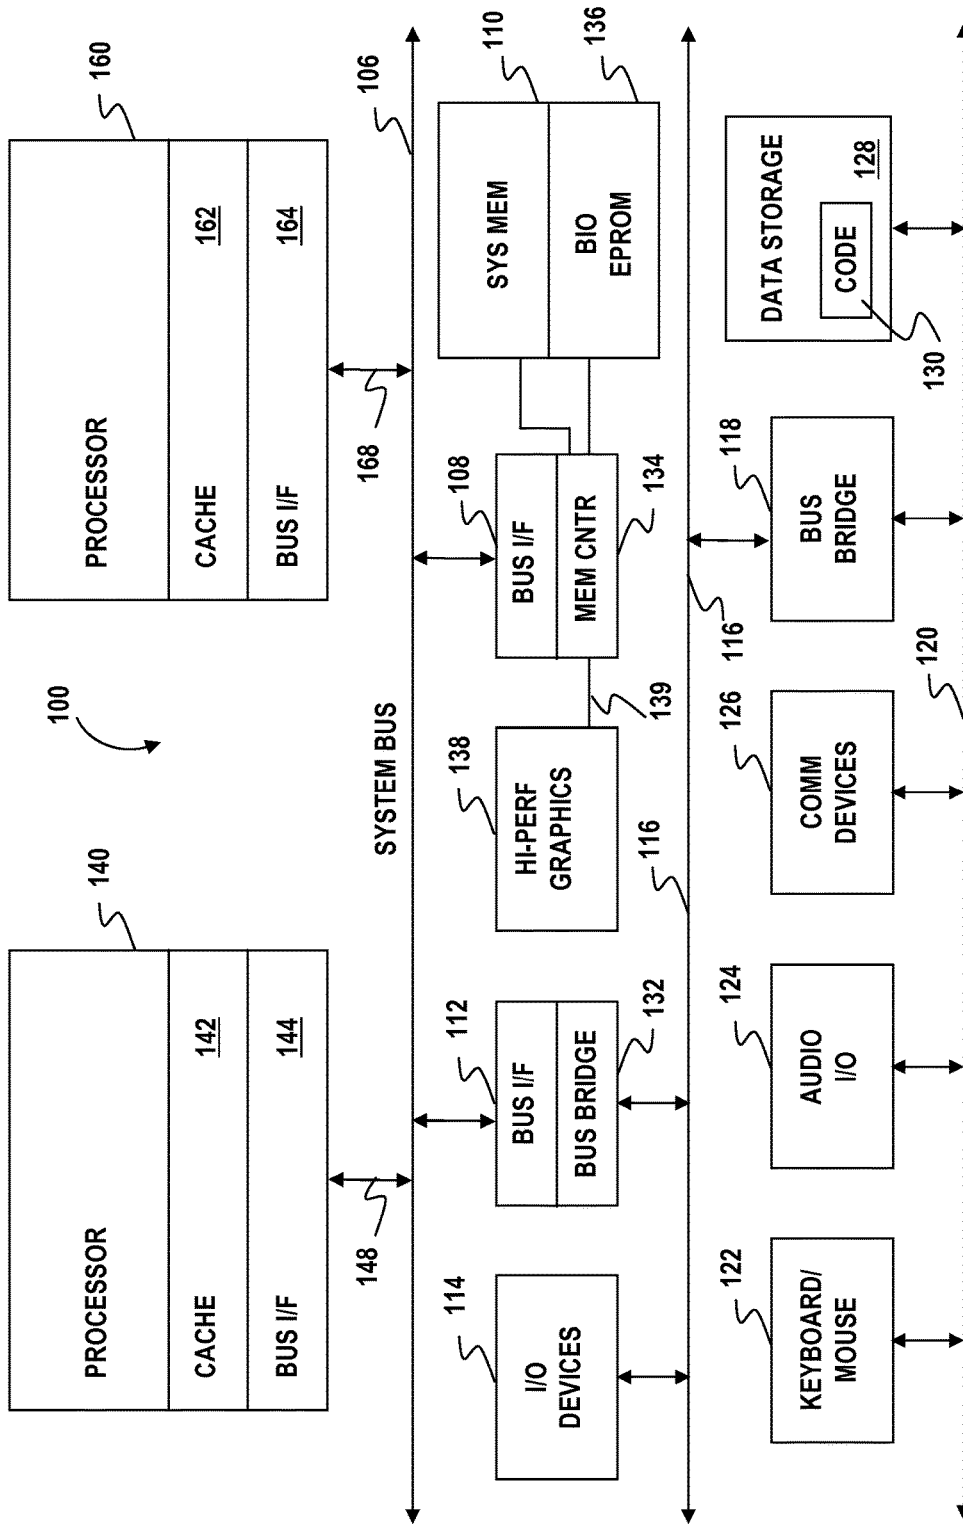 100
140
PROCESSOR
CACHE
142
BUS I/F
144
148
160
PROCESSOR
CACHE
162
BUS I/F
164
168
SYSTEM BUS
106
114
I/O
DEVICES
112
BUS I/F
BUS BRIDGE
132
138
HI-PERF
GRAPHICS
139
108
BUS I/F
MEM CNTR
134
110
SYS MEM
BIO
EPROM
136
116
116
122
KEYBOARD/
MOUSE
124
AUDIO
I/O
126
COMM
DEVICES
118
BUS
BRIDGE
DATA STORAGE
CODE
128
130
120